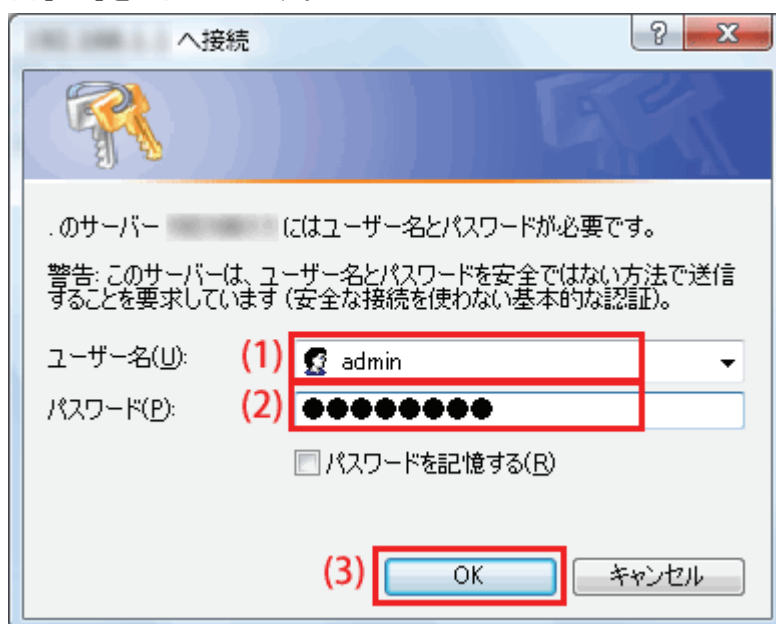 へ接続
. のサーバー にはユーザー名とパスワードが必要です。
警告: このサーバーは、ユーザー名とパスワードを安全ではない方法で送信
することを要求しています (安全な接続を使わない基本的な認証)。
ユーザー名(U): (1) admin
パスワード(P): (2) ●●●●●●●●
パスワードを記憶する(R)
(3) OK キャンセル